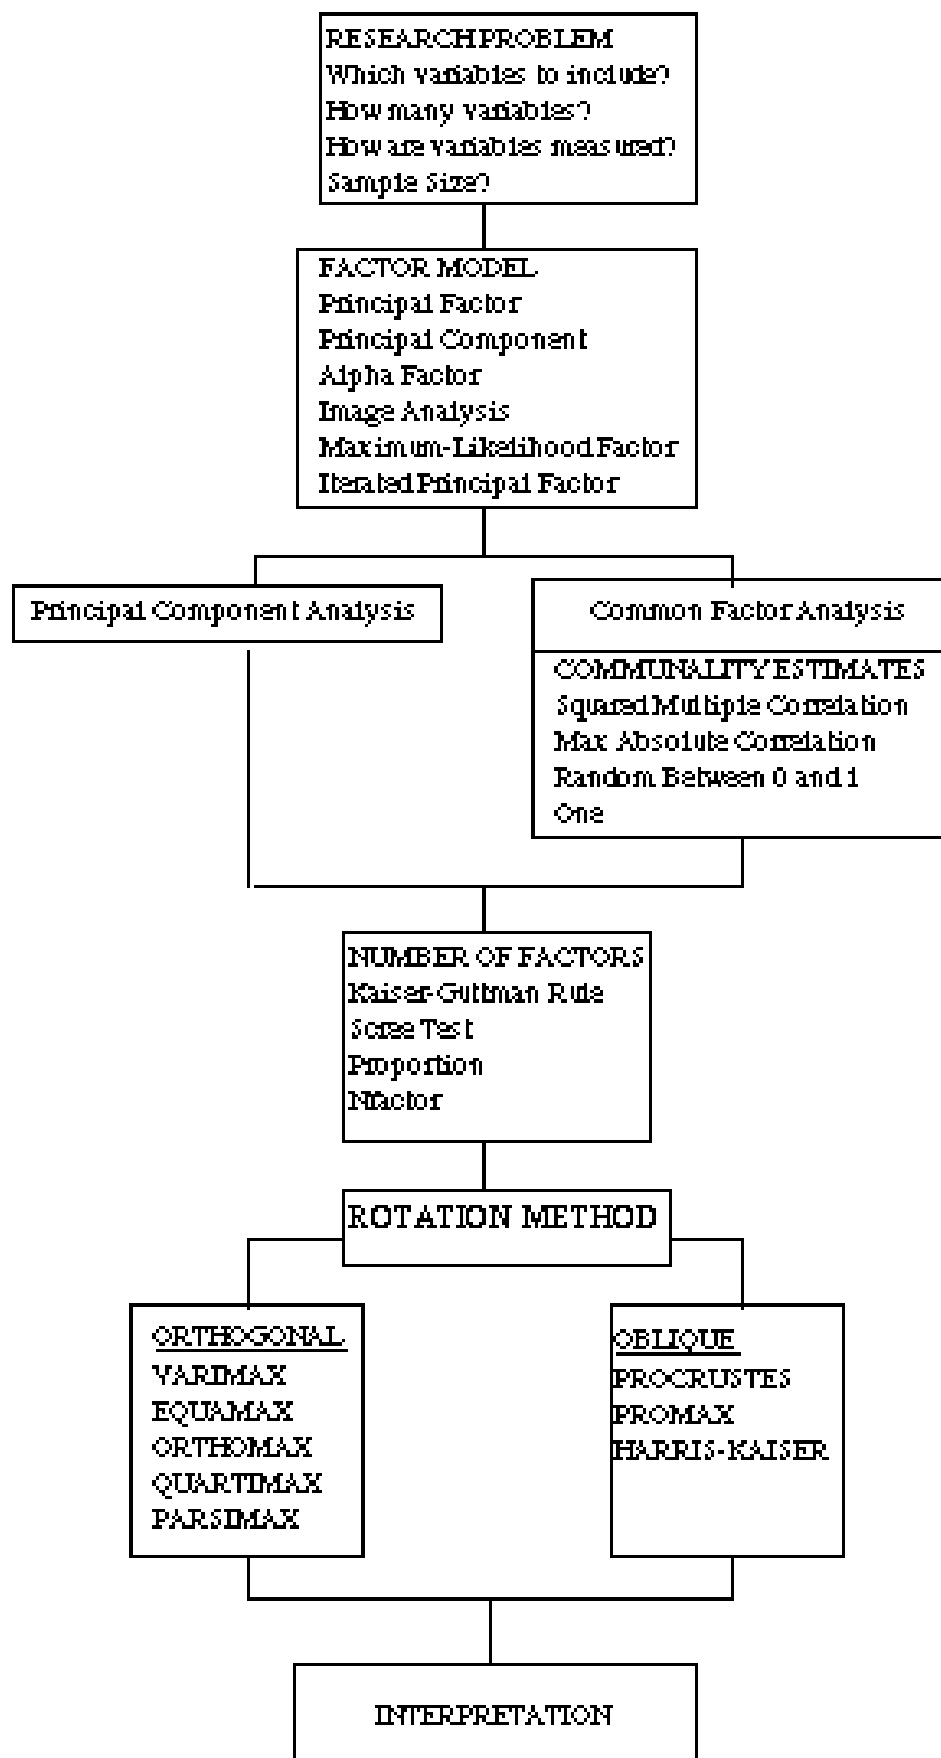 RESEARCH PROBLEM
Which variables to include?
How many variables?
How are variables measured?
Sample Size?
FACTOR MODEL
Principal Factor
Principal Component
Alpha Factor
Image Analysis
Maximum-Likelihood Factor
Iterated Principal Factor
Principal Component Analysis
Common Factor Analysis
COMMUNALITY ESTIMATES
Squared Multiple Correlation
Max Absolute Correlation
Random Between 0 and 1
One
NUMBER OF FACTORS
Kaiser-Guttman Rule
Scree Test
Proportion
Nfactor
ROTATION METHOD
ORTHOGONAL
VARIMAX
EQUAMAX
ORTHOMAX
QUARTIMAX
PARSIMAX
OBLIQUE
PROCRUSTES
PROMAX
HARRIS-KAISER
INTERPRETATION